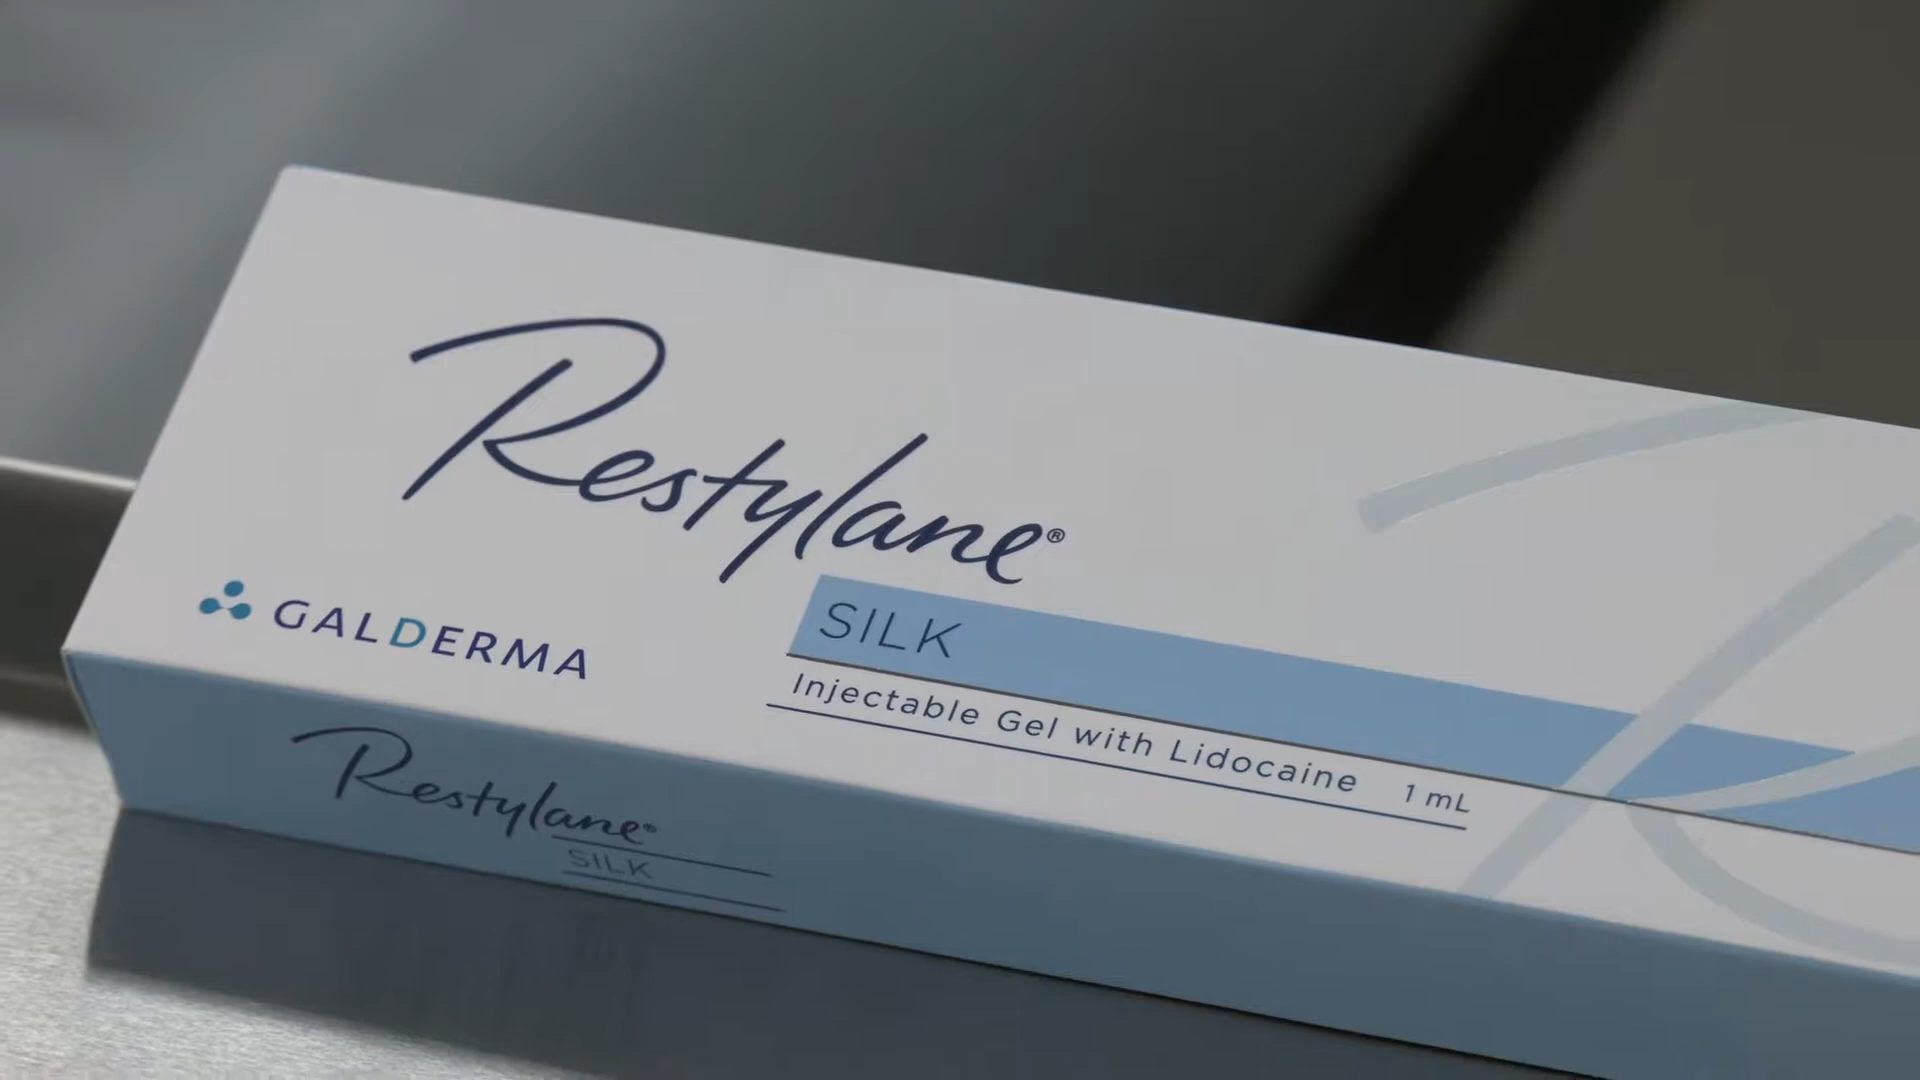 Restylane®
GALDERMA
SILK
Injectable Gel with Lidocaine 1 mL
Restylane®
SILK